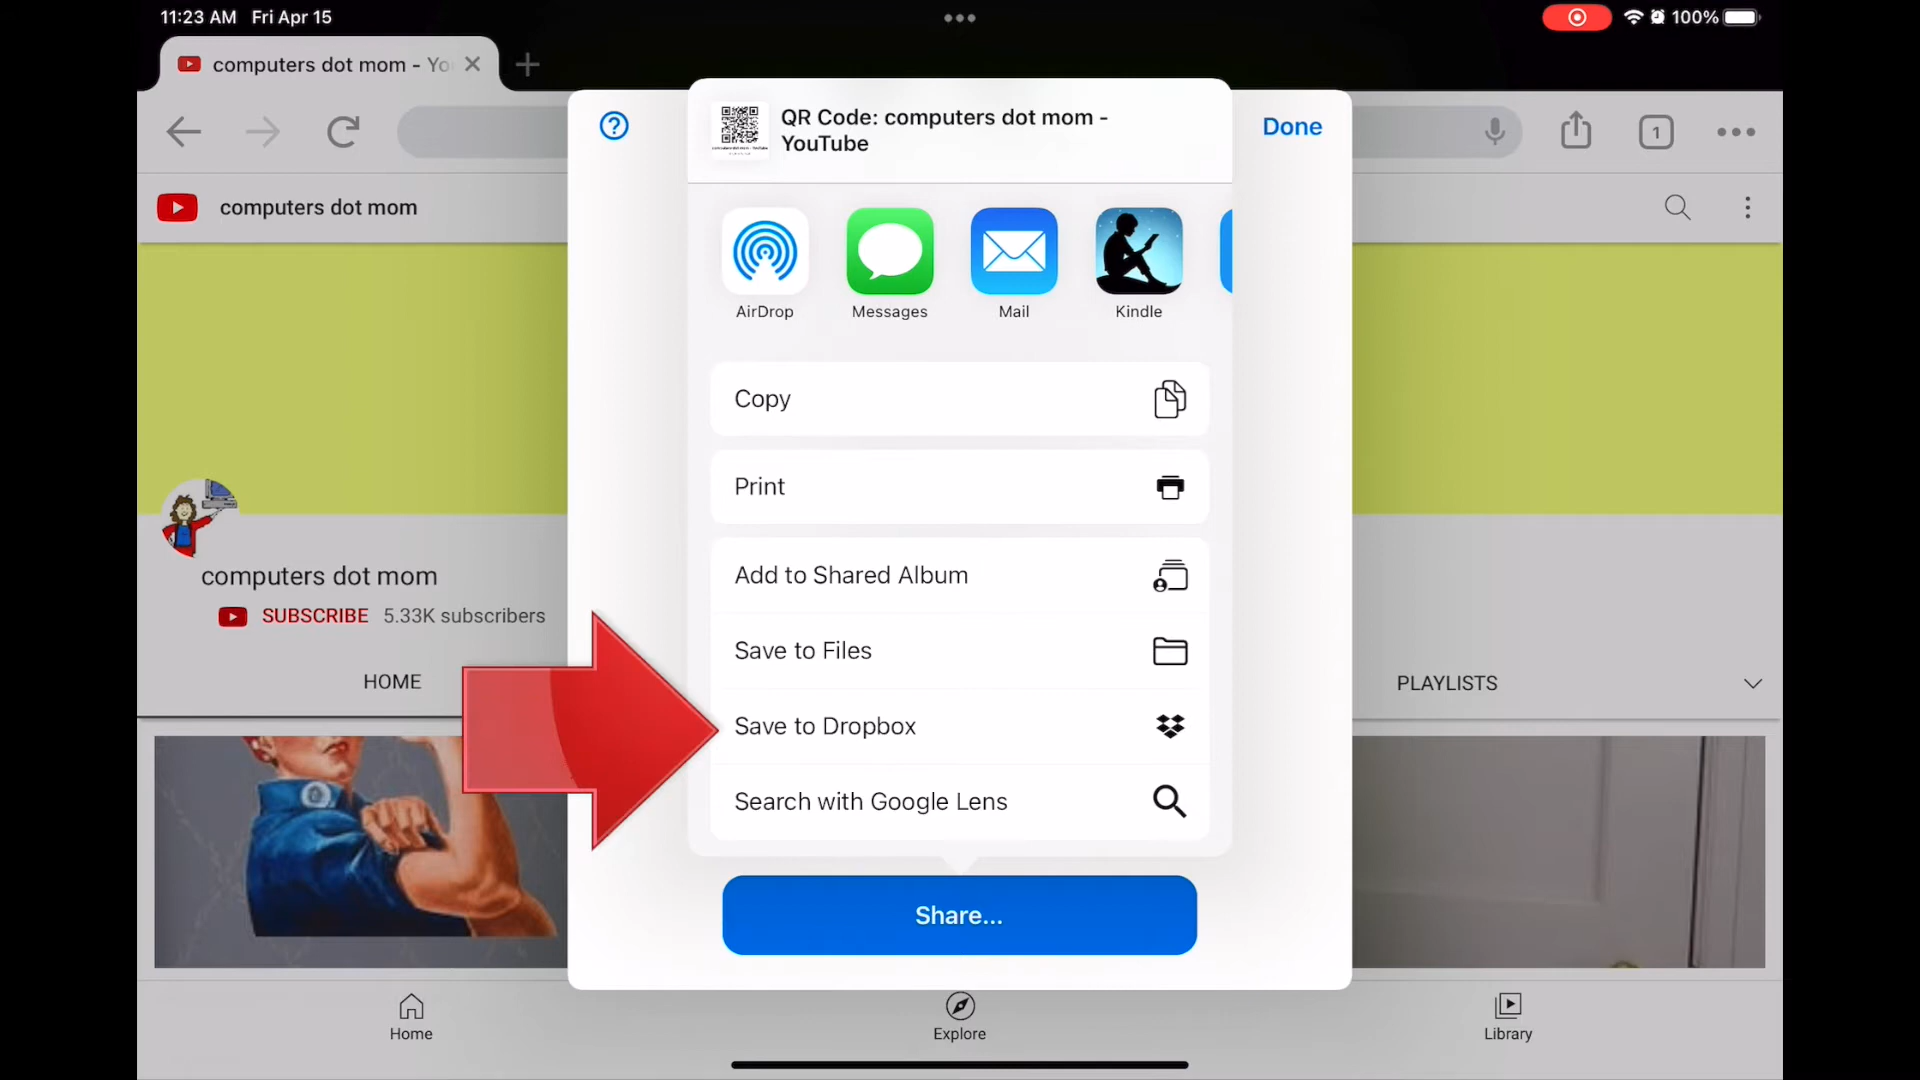 11:23 AM Fri Apr 15
100%
computers dot mom - Yo
QR Code: computers dot mom -
YouTube
Done
1
computers dot mom
AirDrop
Messages
Mail
Kindle
Copy
Print
Add to Shared Album
Save to Files
Save to Dropbox
Search with Google Lens
computers dot mom
SUBSCRIBE 5.33K subscribers
HOME
PLAYLISTS
Share...
Home
Explore
Library